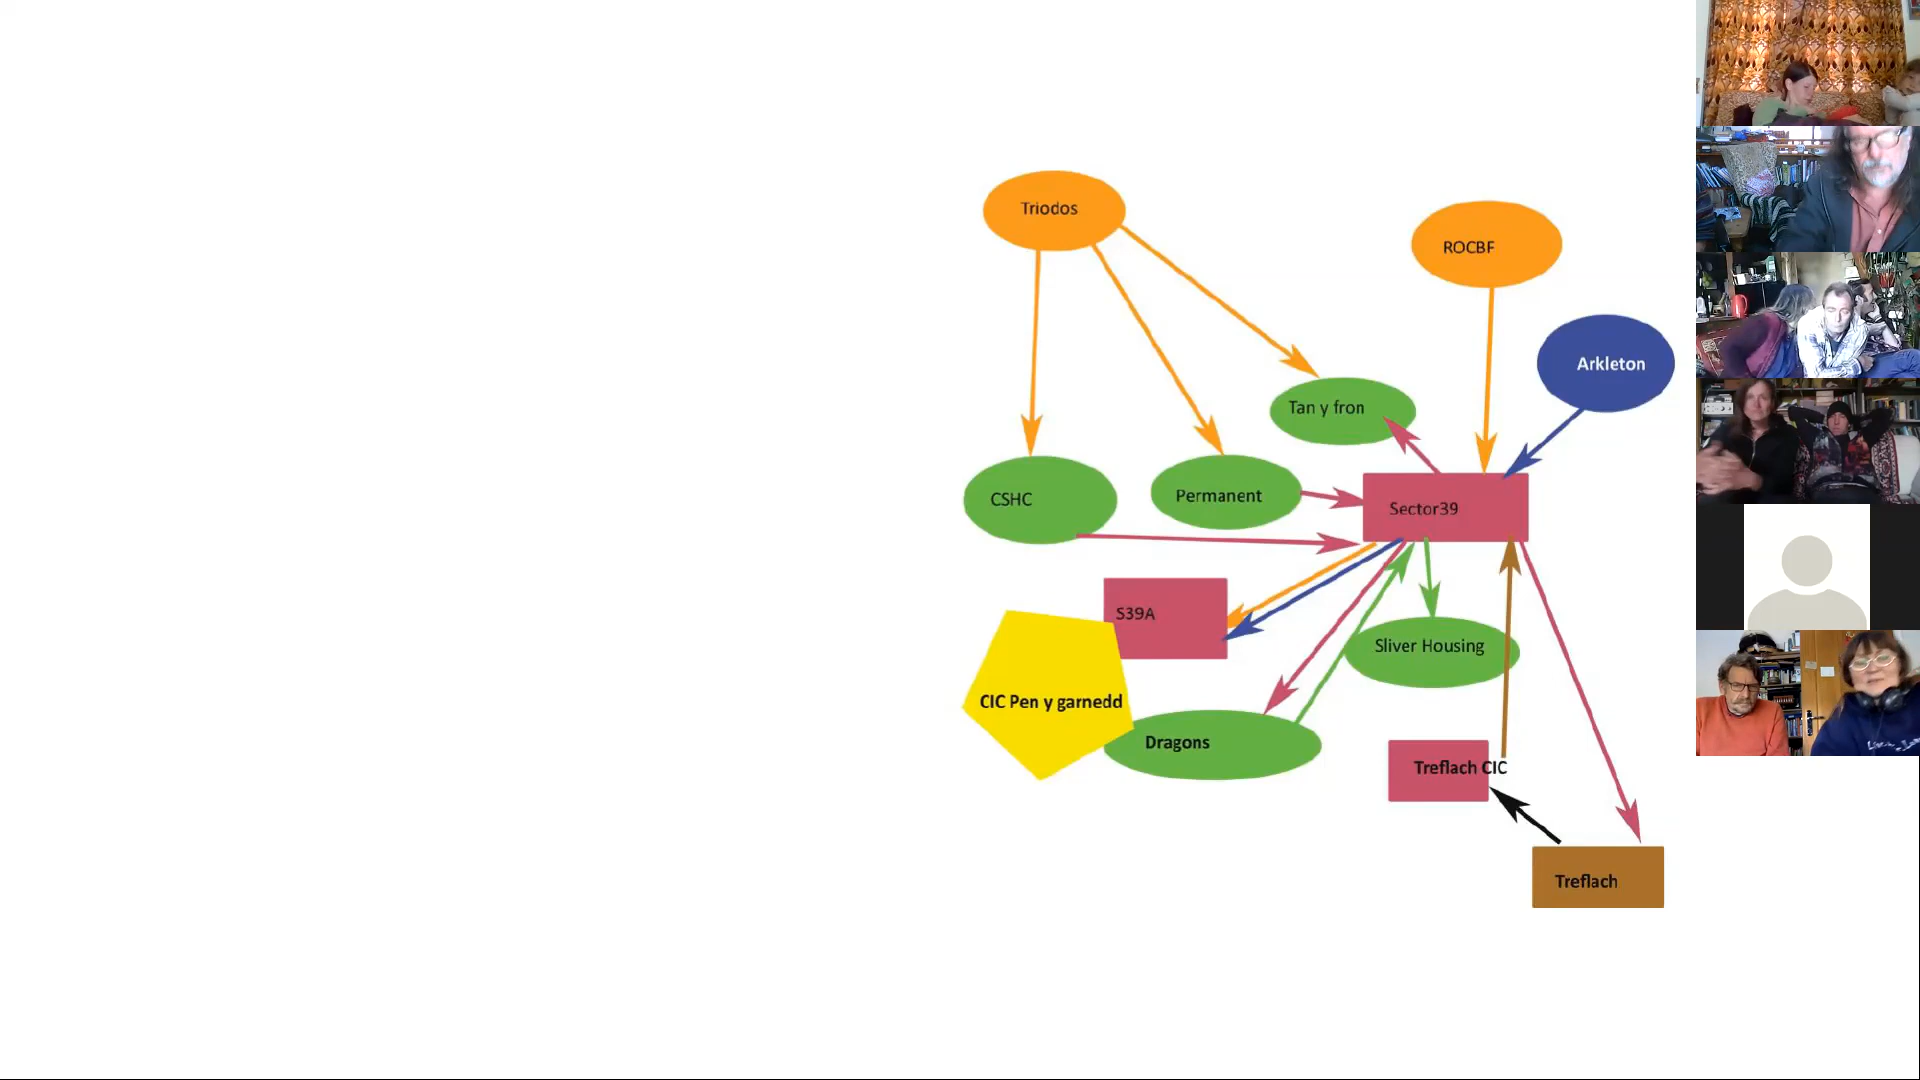 Triodos
ROCBF
Arkleton
Tan y fron
CSHC
Permanent
Sector39
S39A
Sliver Housing
CIC Pen y garnedd
Dragons
Treflach CIC
Treflach